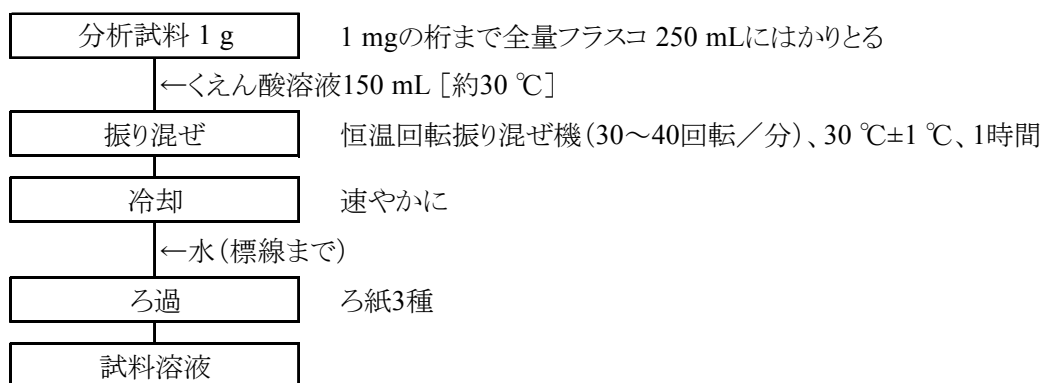 分析試料 1 g 1 mgの桁まで全量フラスコ 250 mLにはかりとる
←くえん酸溶液150 mL [約30 ℃]
振り混ぜ 恒温回転振り混ぜ機(30～40回転／分)、30 ℃±1 ℃、1時間
冷却 速やかに
←水(標線まで)
ろ過 ろ紙3種
試料溶液